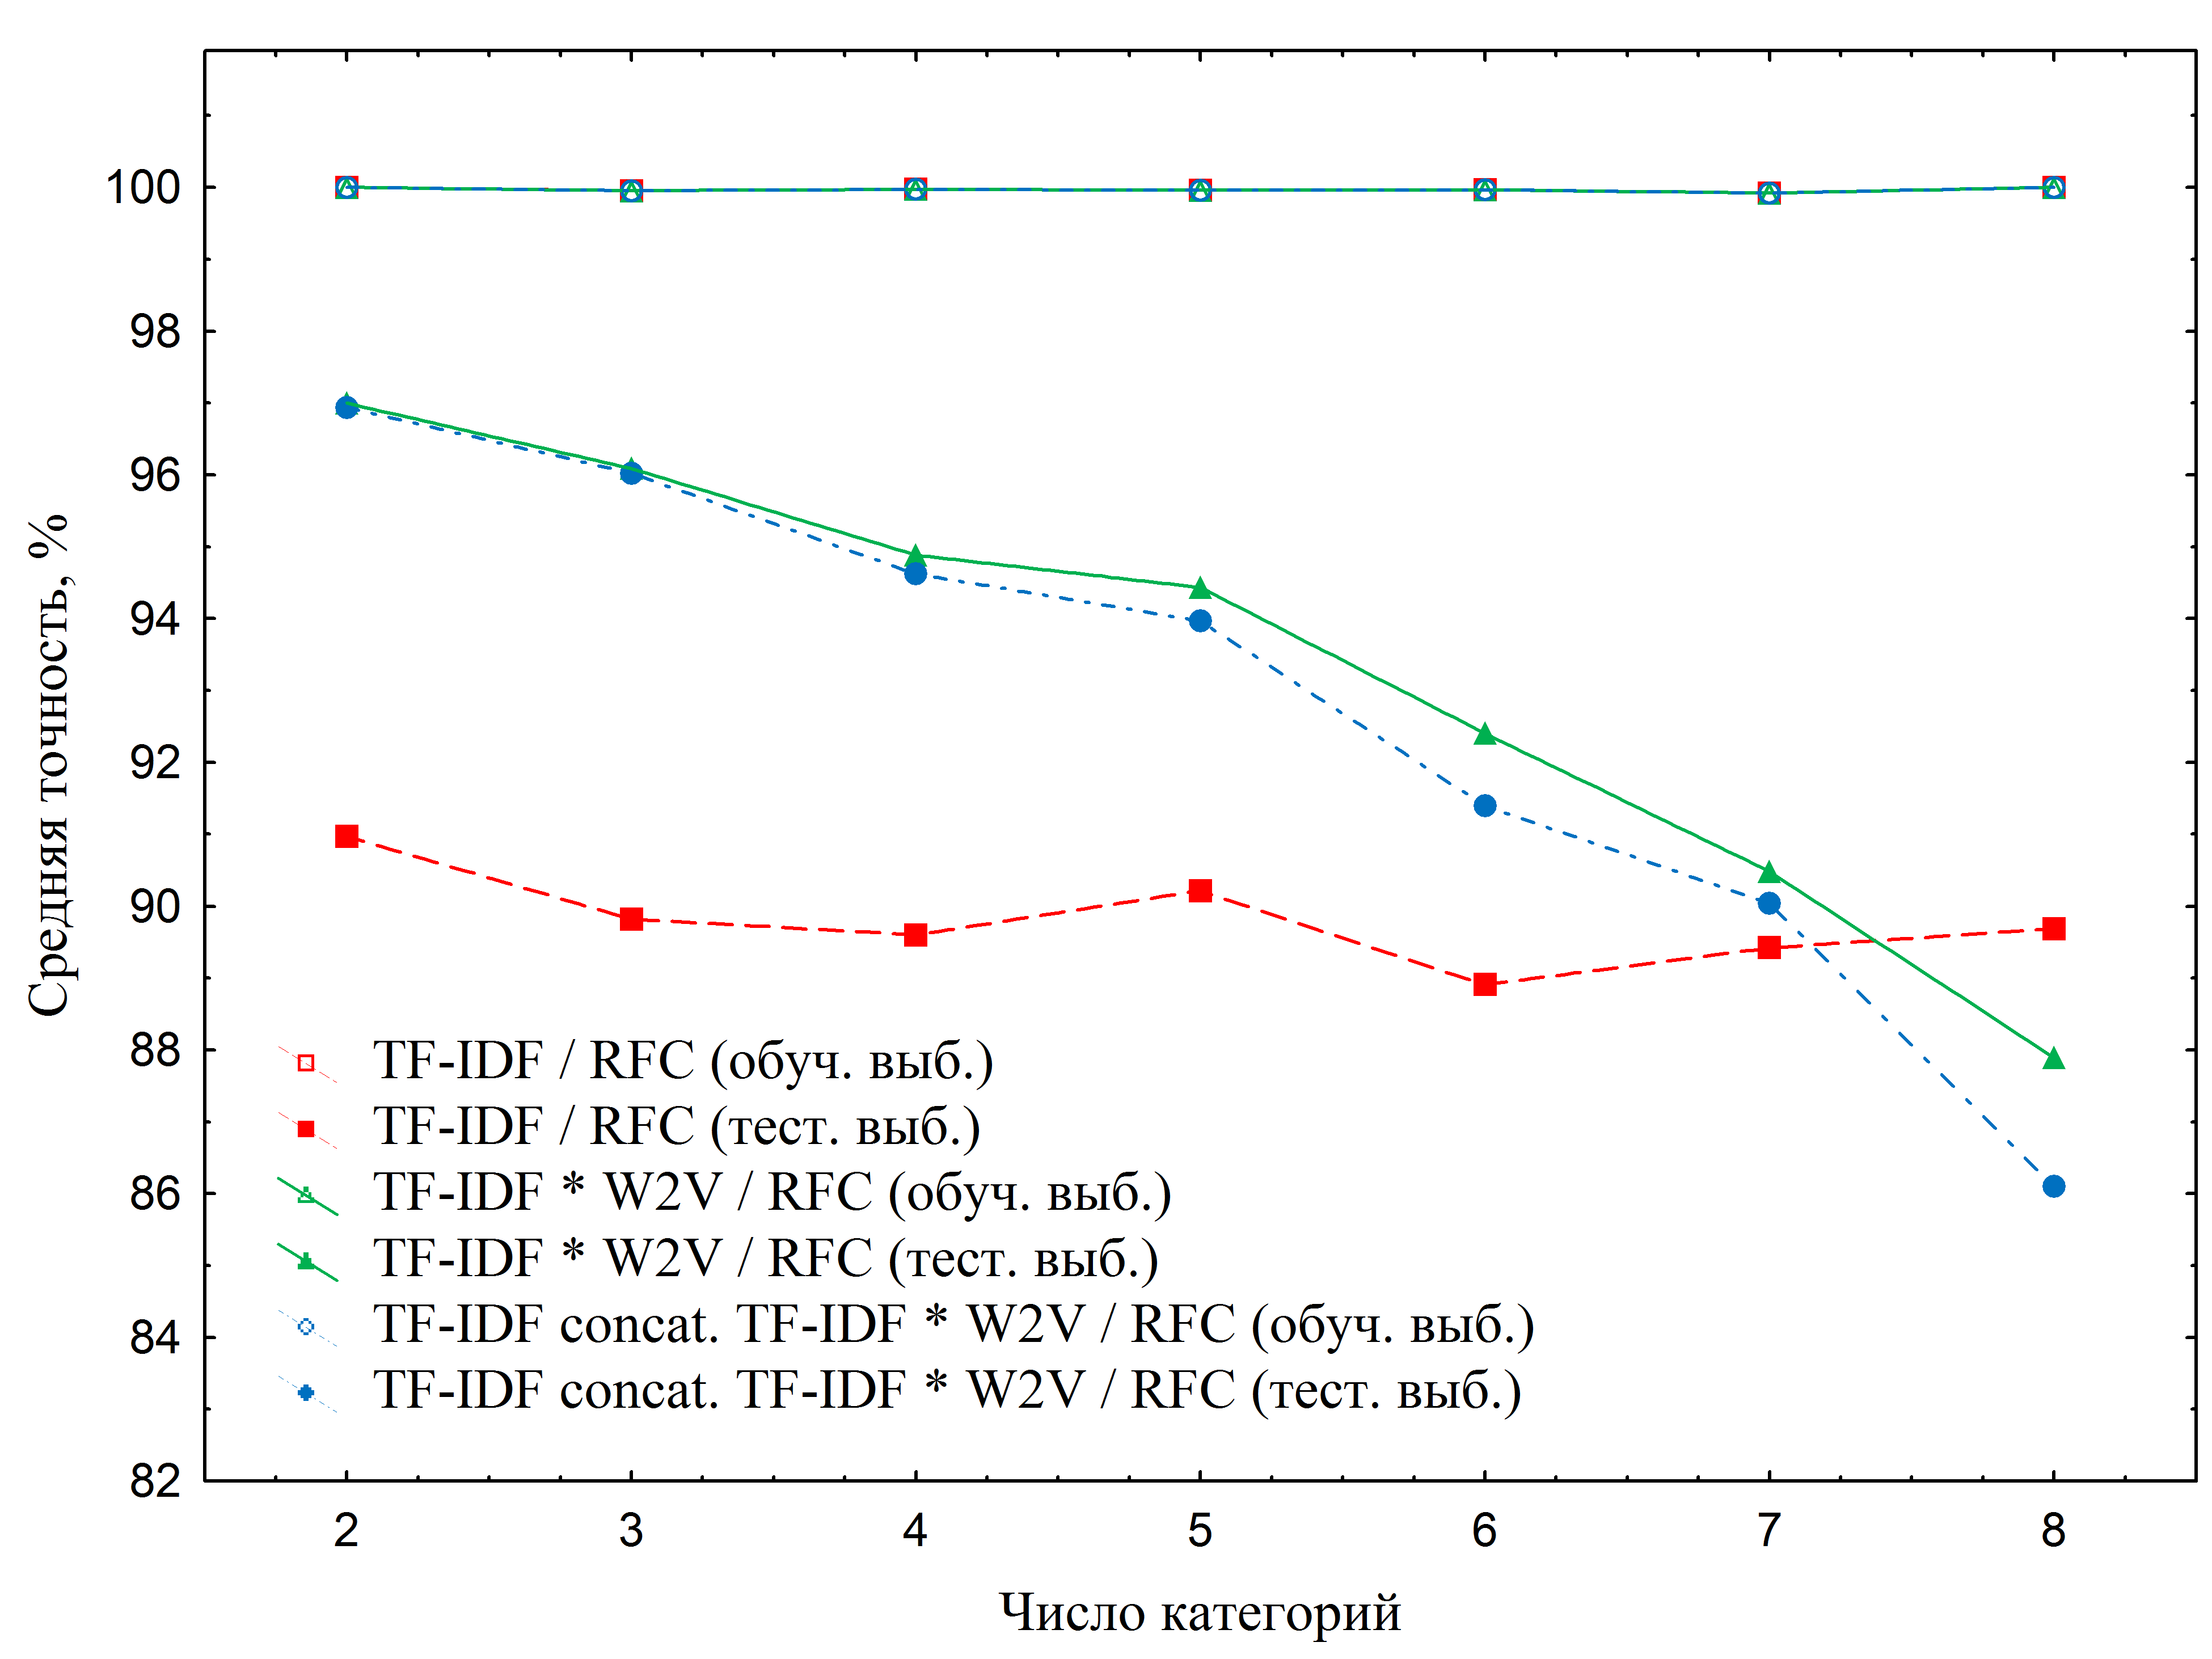 Средняя точность, %
100
98
96
94
92
90
88
86
84
82
TF-IDF / RFC (обуч. выб.)
TF-IDF / RFC (тест. выб.)
TF-IDF * W2V / RFC (обуч. выб.)
TF-IDF * W2V / RFC (тест. выб.)
TF-IDF concat. TF-IDF * W2V / RFC (обуч. выб.)
TF-IDF concat. TF-IDF * W2V / RFC (тест. выб.)
2 3 4 5 6 7 8
Число категорий